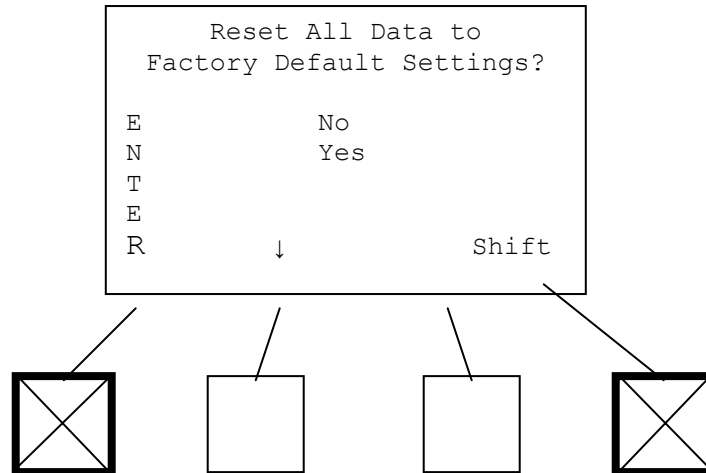 Reset All Data to
Factory Default Settings?
E No
N Yes
T
E
R ↓ Shift